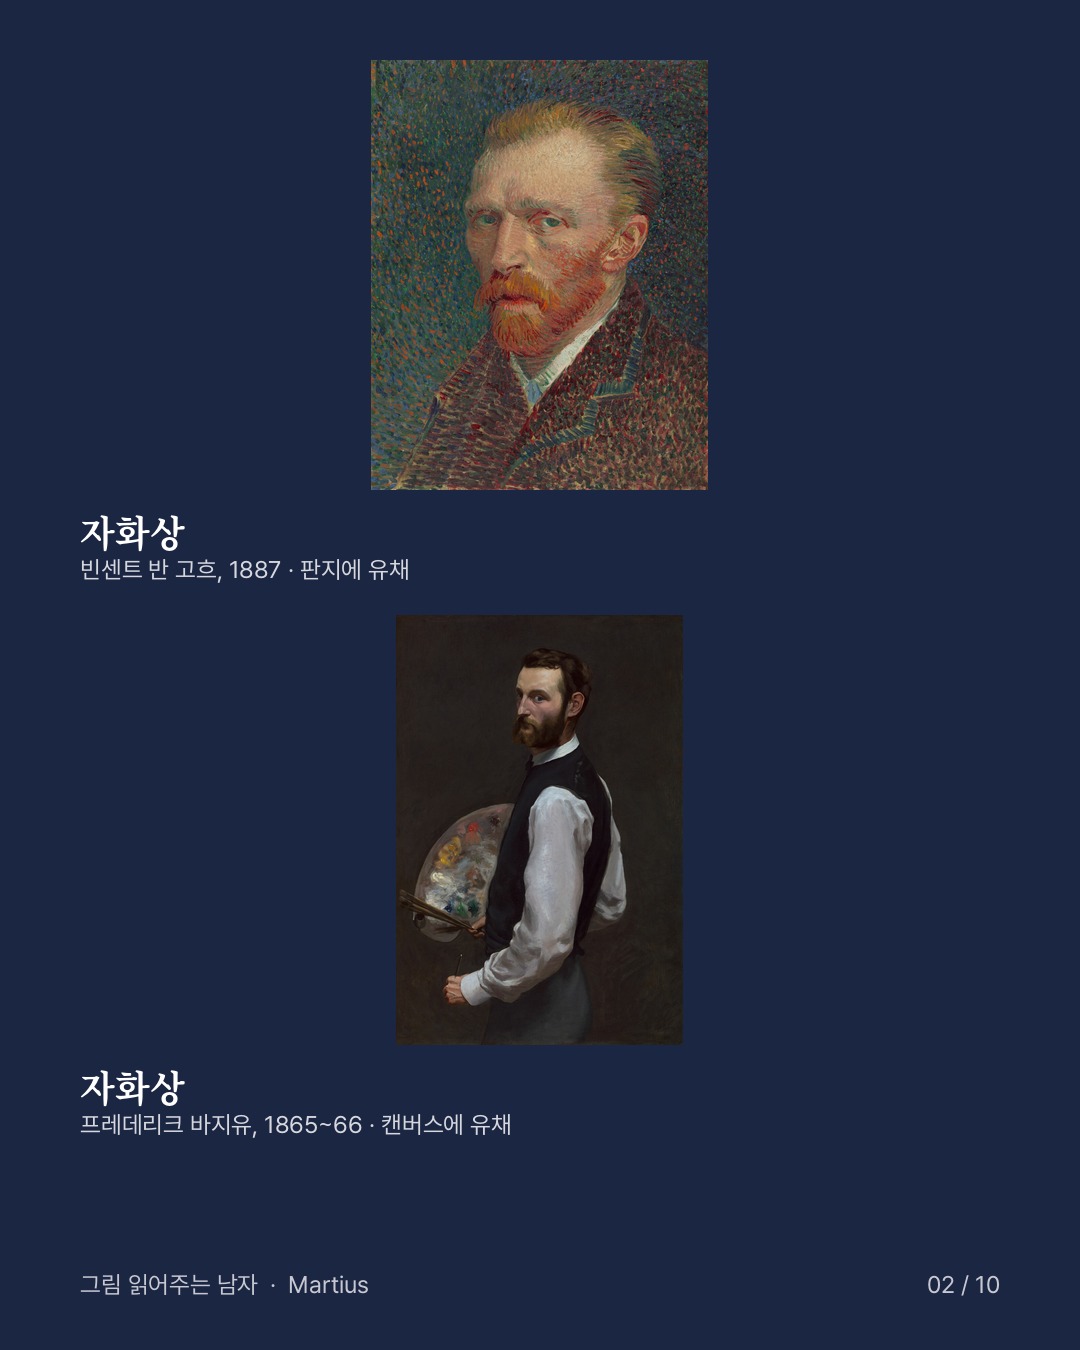 자화상
빈센트 반 고흐, 1887 · 판지에 유채
자화상
프레데리크 바지유, 1865~66 · 캔버스에 유채
그림 읽어주는 남자 · Martius
02 / 10